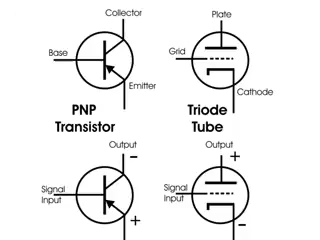 Collector
Plate
Base
Grid
Emitter
Cathode
PNP
Transistor
Triode
Tube
Output
Output
–
+
Signal
Input
Signal
Input
+
–